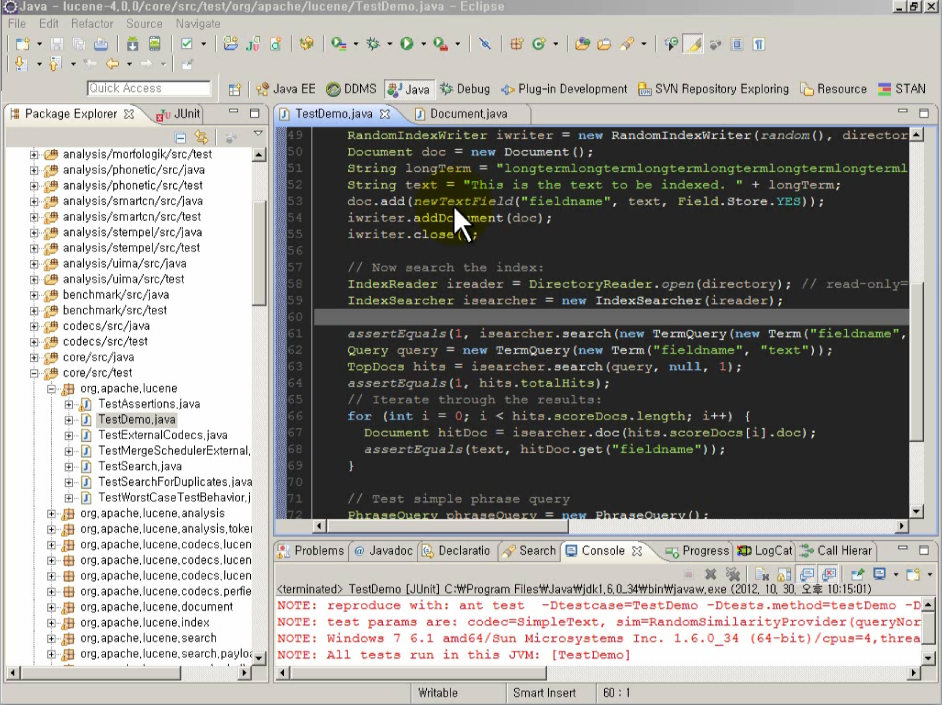 Java - lucene-4.0.0/core/src/test/org/apache/lucene/TestDemo.java - Eclipse
File Edit Refactor Source Navigate
Quick Access
Java EE DDMS Java Debug Plug-in Development SVN Repository Exploring Resource STAN
Package Explorer JUnit
TestDemo.java Document.java
analysis/morfologik/src/test
analysis/phonetic/src/java
analysis/phonetic/src/test
analysis/smartcn/src/java
analysis/smartcn/src/test
analysis/stempel/src/java
analysis/stempel/src/test
analysis/uima/src/java
analysis/uima/src/test
benchmark/src/java
benchmark/src/test
codecs/src/java
codecs/src/test
core/src/java
core/src/test
org.apache.lucene
TestAssertions.java
TestDemo.java
TestExternalCodecs.java
TestMergeSchedulerExternal.
TestSearch.java
TestSearchForDuplicates.java
TestWorstCaseTestBehavior.j
org.apache.lucene.analysis
org.apache.lucene.analysis.toker
org.apache.lucene.codecs.lucen
org.apache.lucene.codecs.lucen
org.apache.lucene.codecs.lucen
org.apache.lucene.codecs.perfie
org.apache.lucene.document
org.apache.lucene.index
org.apache.lucene.search
org.apache.lucene.search.paylo
49 RandomIndexWriter iwriter = new RandomIndexWriter(random(), director
50 Document doc = new Document();
51 String longTerm = "longtermlongtermlongtermlongtermlongtermlongterml
52 String text = "This is the text to be indexed. " + longTerm;
53 doc.add(newTextField("fieldname", text, Field.Store.YES));
54 iwriter.addDocument(doc);
55 iwriter.close();
56
57 // Now search the index:
58 IndexReader ireader = DirectoryReader.open(directory); // read-only=
59 IndexSearcher isearcher = new IndexSearcher(ireader);
60
61 assertEquals(1, isearcher.search(new TermQuery(new Term("fieldname",
62 Query query = new TermQuery(new Term("fieldname", "text"));
63 TopDocs hits = isearcher.search(query, null, 1);
64 assertEquals(1, hits.totalHits);
65 // Iterate through the results:
66 for (int i = 0; i < hits.scoreDocs.length; i++) {
67 Document hitDoc = isearcher.doc(hits.scoreDocs[i].doc);
68 assertEquals(text, hitDoc.get("fieldname"));
69 }
70
71 // Test simple phrase query
72 PhraseQuery phraseQuery = new PhraseQuery();
Problems Javadoc Declaratio Search Console Progress LogCat Call Hierar
<terminated> TestDemo [JUnit] C:₩Program Files₩Java₩jdk1.6.0_34₩bin₩javaw.exe (2012. 10. 30. 오후 10:15:01)
NOTE: reproduce with: ant test -Dtestcase=TestDemo -Dtests.method=testDemo -D
NOTE: test params are: codec=SimpleText, sim=RandomSimilarityProvider(queryNor
NOTE: Windows 7 6.1 amd64/Sun Microsystems Inc. 1.6.0_34 (64-bit)/cpus=4,threa
NOTE: All tests run in this JVM: [TestDemo]
Writable Smart Insert 60 : 1